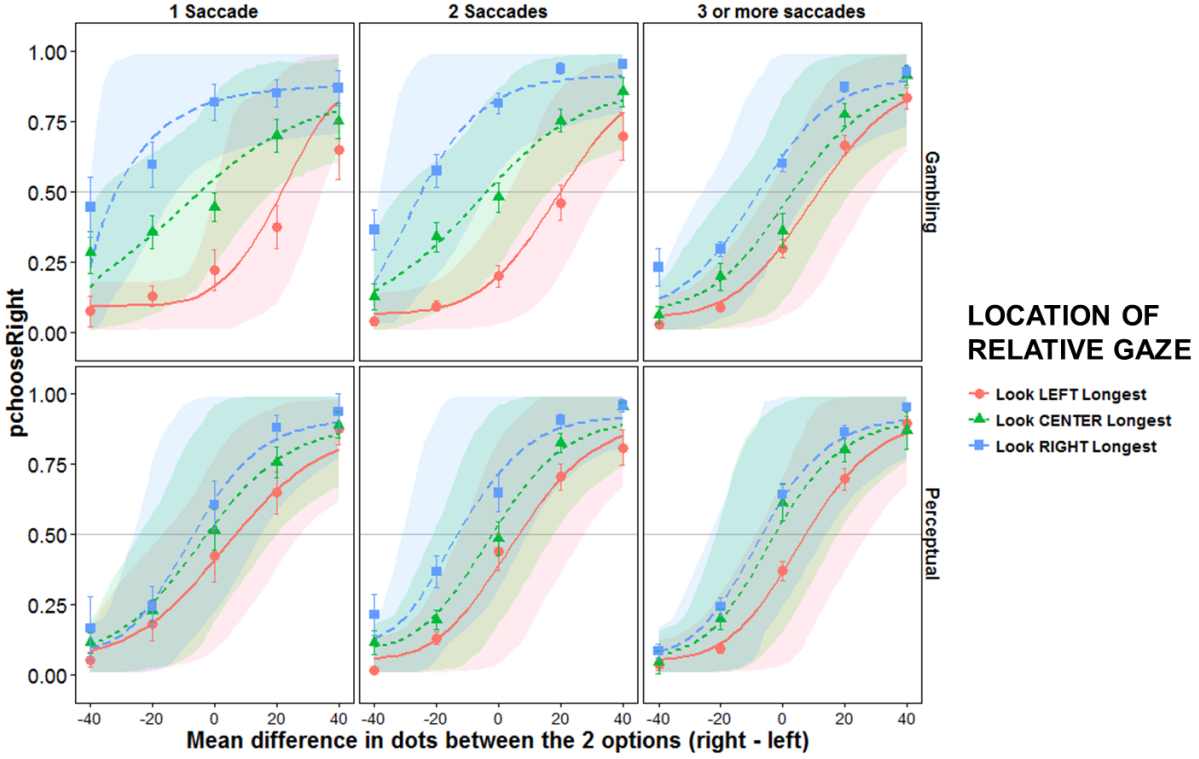 1 Saccade
2 Saccades
3 or more saccades
1.00
0.75
0.50
0.25
0.00
Gambling
1.00
0.75
0.50
0.25
0.00
Perceptual
pchooseRight
-40 -20 0 20 40
-40 -20 0 20 40
-40 -20 0 20 40
Mean difference in dots between the 2 options (right - left)
LOCATION OF
RELATIVE GAZE
Look LEFT Longest
Look CENTER Longest
Look RIGHT Longest